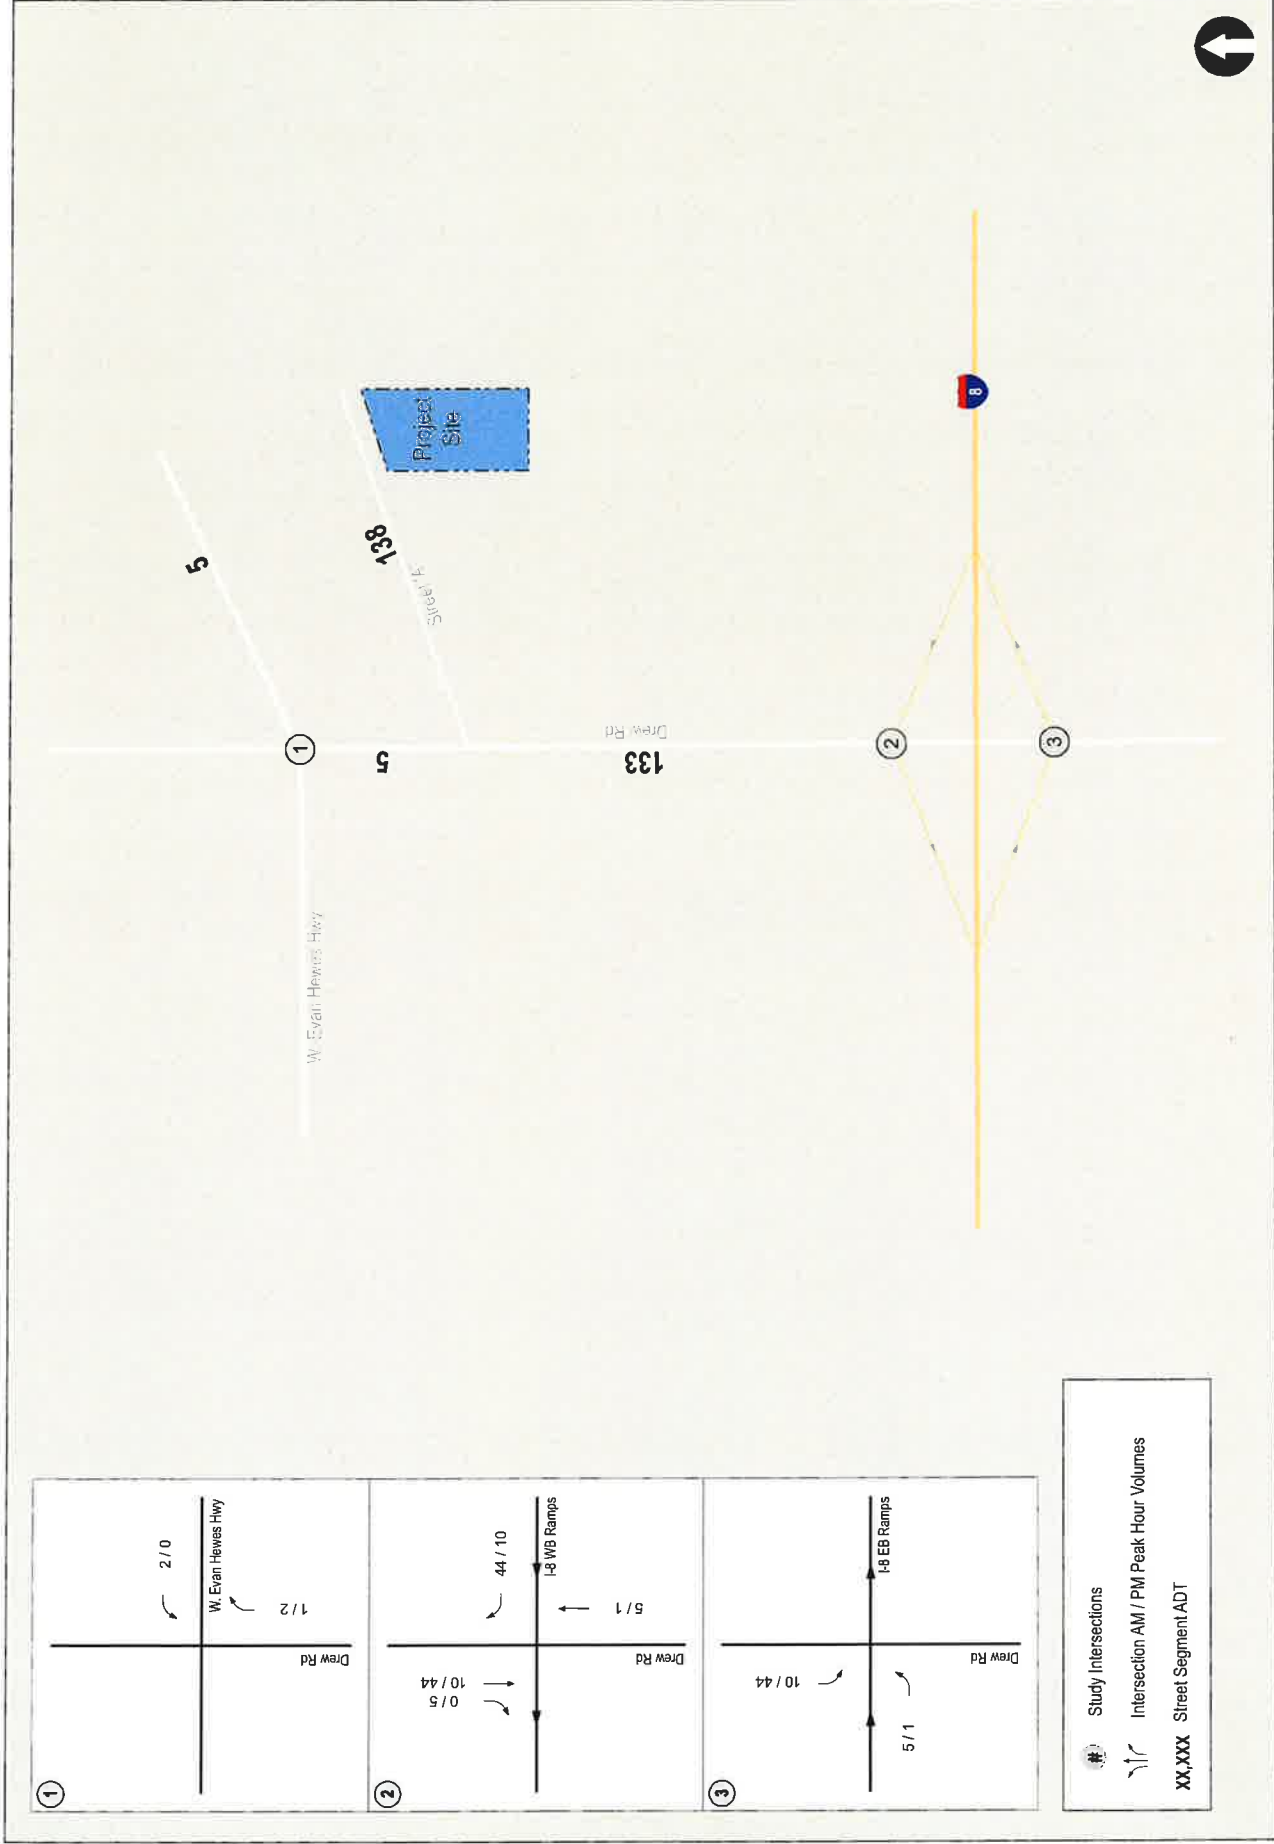 5
138
Street 'A'
Project
Site
1
5
Drew Rd
133
W. Evan Hewes Hwy
2
3
8
1
2 / 0
W. Evan Hewes Hwy
1 / 2
Drew Rd
2
44 / 10
I-8 WB Ramps
5 / 1
Drew Rd
10 / 44
0 / 5
3
10 / 44
I-8 EB Ramps
5 / 1
Drew Rd
# Study Intersections
Intersection AM / PM Peak Hour Volumes
XX,XXX Street Segment ADT